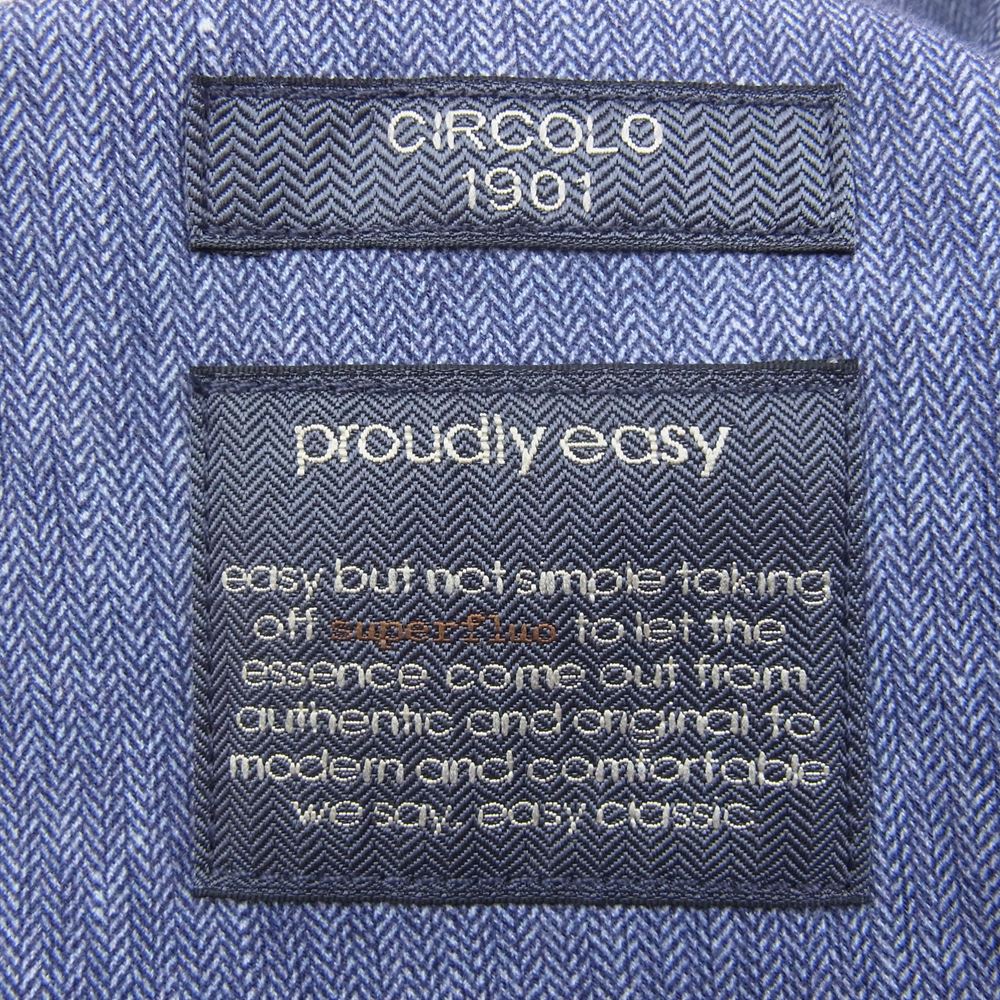 CIRCOLO
1901
proudly easy
easy but not simple taking
off superfluo to let the
essence come out from
authentic and original to
modern and comfortable
we say, easy classic